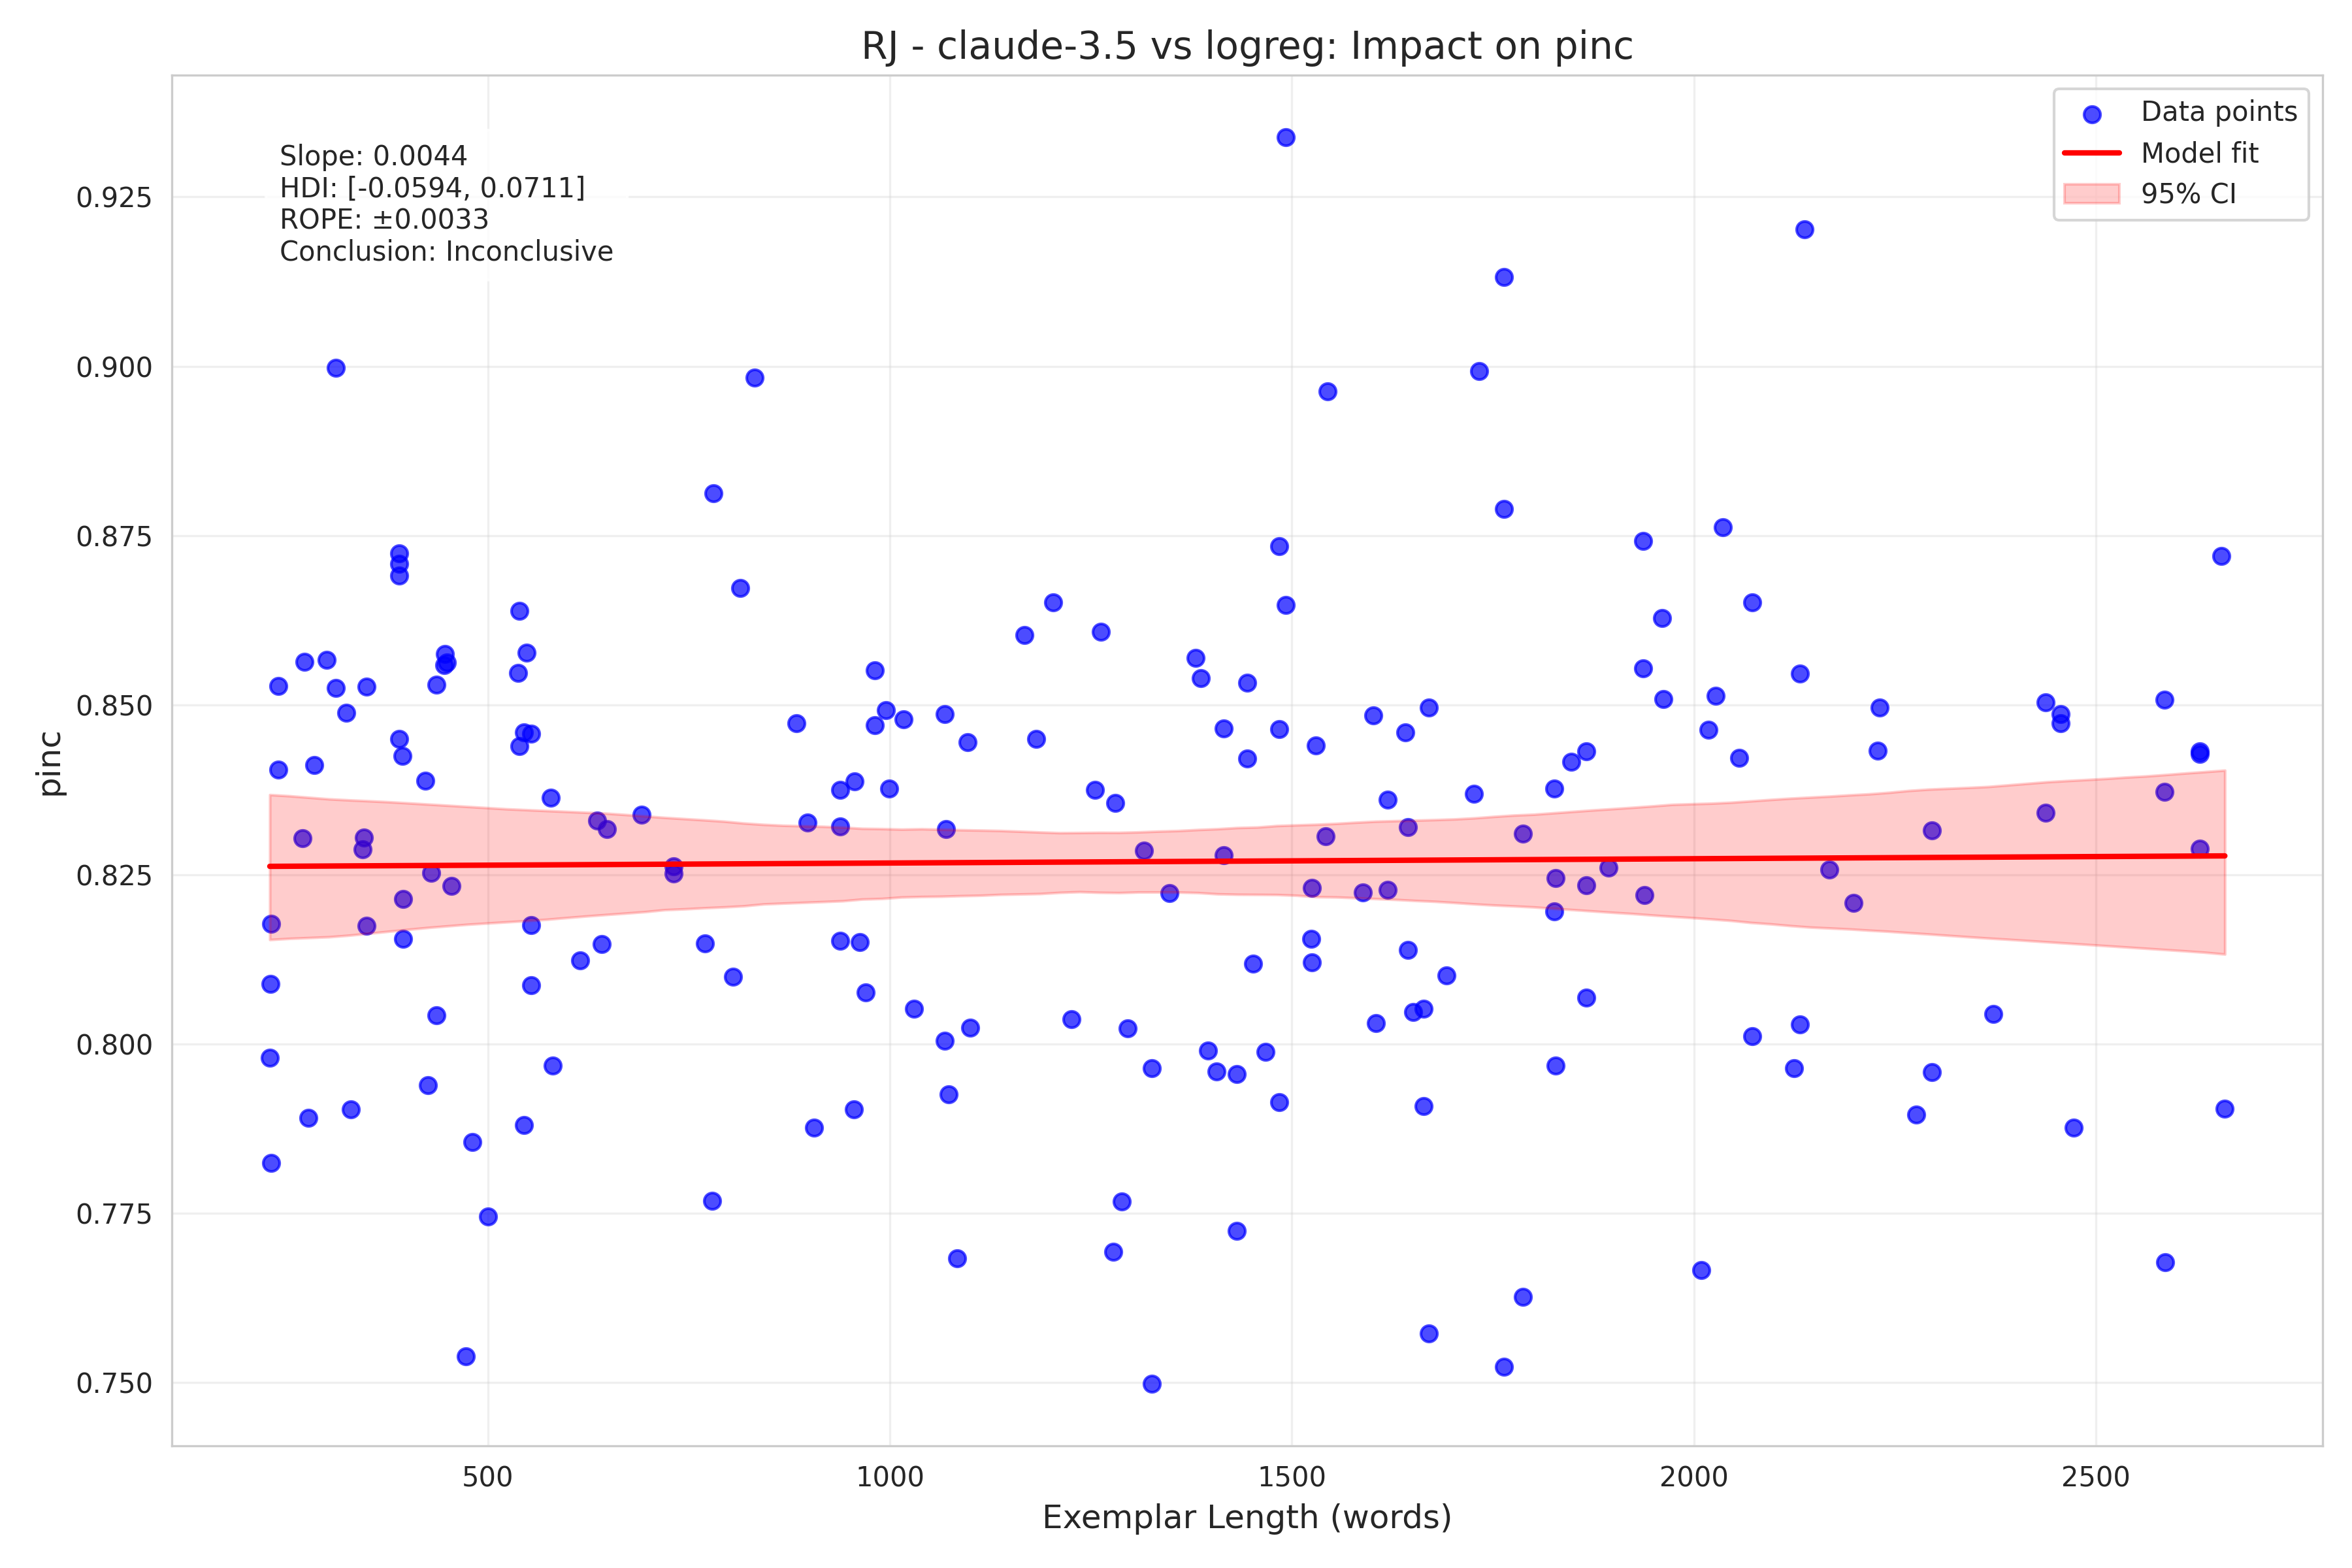 RJ - claude-3.5 vs logreg: Impact on pinc
Slope: 0.0044
HDI: [-0.0594, 0.0711]
ROPE: ±0.0033
Conclusion: Inconclusive
Data points
Model fit
95% CI
pinc
0.925
0.900
0.875
0.850
0.825
0.800
0.775
0.750
500
1000
1500
2000
2500
Exemplar Length (words)